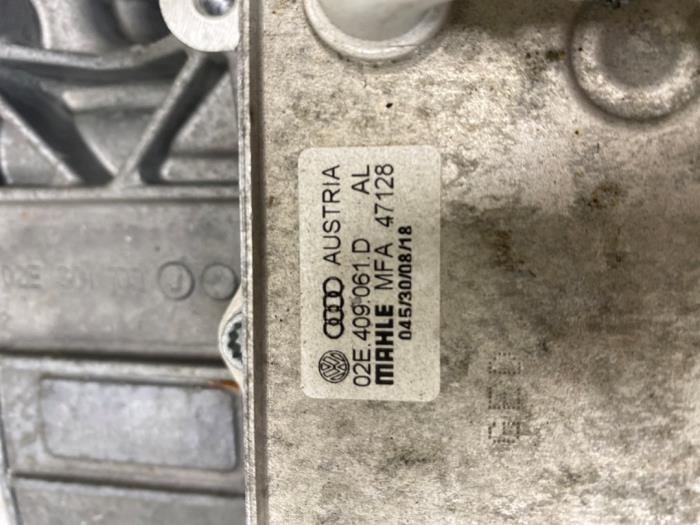 AUSTRIA
02E.409.061.D AL
MAHLE MFA 47128
045/30/08/18